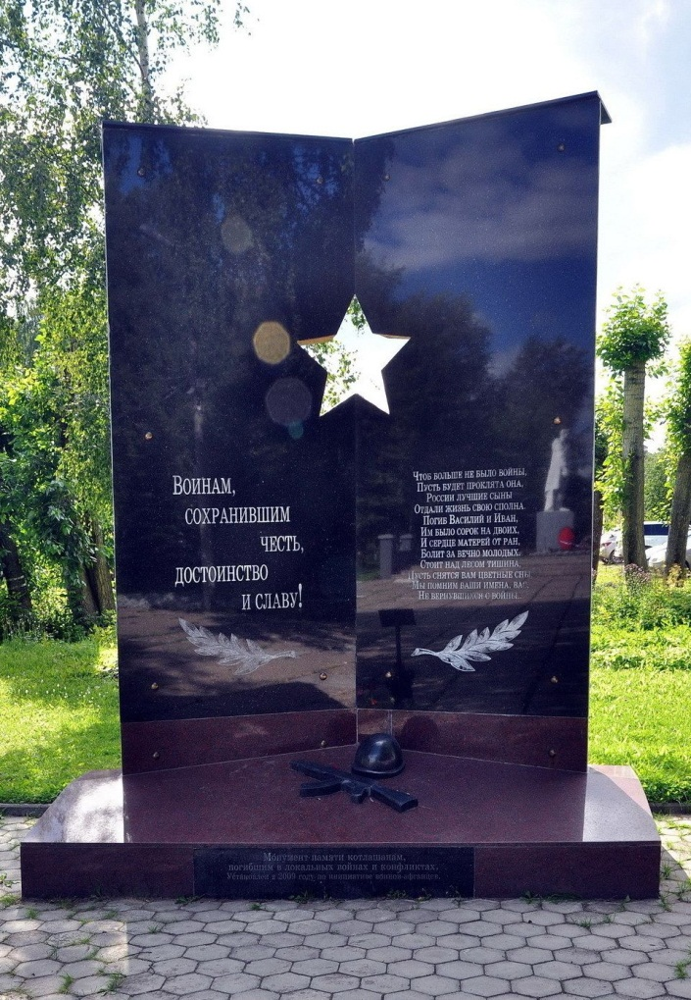 Воинам,
сохранившим
честь,
достоинство
и славу!
Чтоб больше не было войны,
Пусть будет проклята она,
России лучшие сыны
Отдали жизнь свою сполна.
Погиб Василий и Иван,
Им было сорок на двоих,
И сердце матерей от ран,
Болит за вечно молодых.
Стоит над лесом тишина,
Пусть снятся вам цветные сны,
Мы помним ваши имена, вас,
Не вернувшихся с войны.
Монумент памяти котлашанам,
погибшим в локальных войнах и конфликтах.
Установлен в 2009 году по инициативе воинов-афганцев.